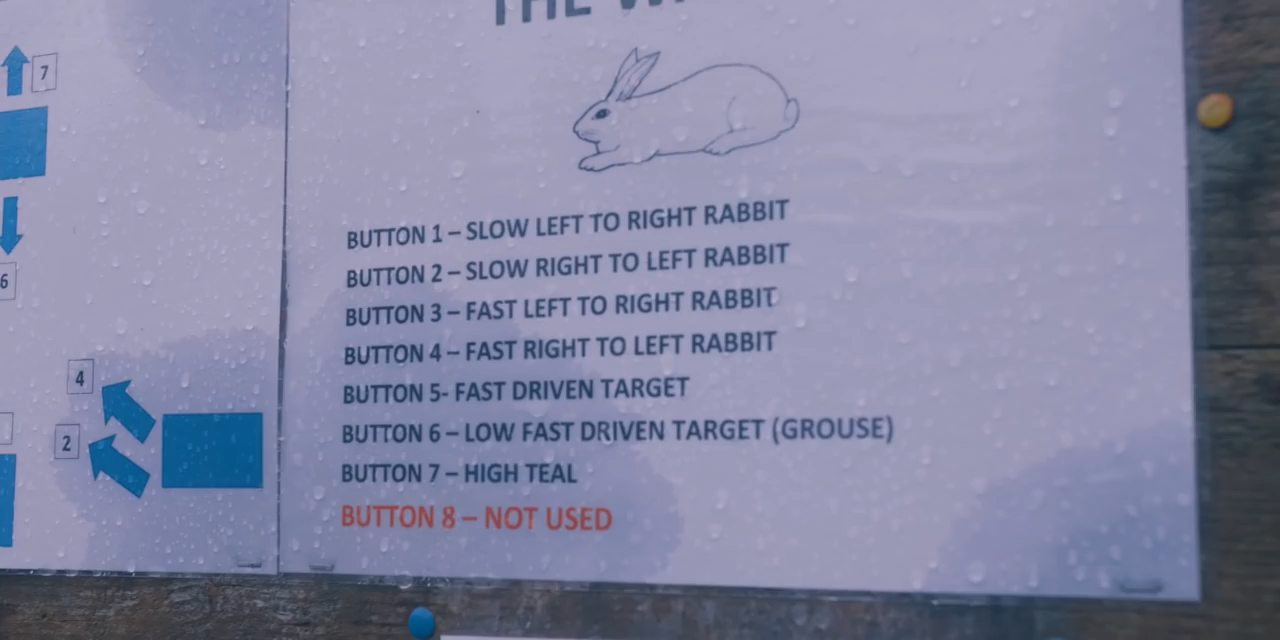 THE
7
6
4
2
BUTTON 1 – SLOW LEFT TO RIGHT RABBIT
BUTTON 2 – SLOW RIGHT TO LEFT RABBIT
BUTTON 3 – FAST LEFT TO RIGHT RABBIT
BUTTON 4 – FAST RIGHT TO LEFT RABBIT
BUTTON 5- FAST DRIVEN TARGET
BUTTON 6 – LOW FAST DRIVEN TARGET (GROUSE)
BUTTON 7 – HIGH TEAL
BUTTON 8 – NOT USED